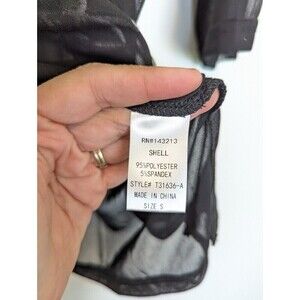 RN#143213
SHELL
95%POLYESTER
5%SPANDEX
STYLE# T31636-A
MADE IN CHINA
SIZE S